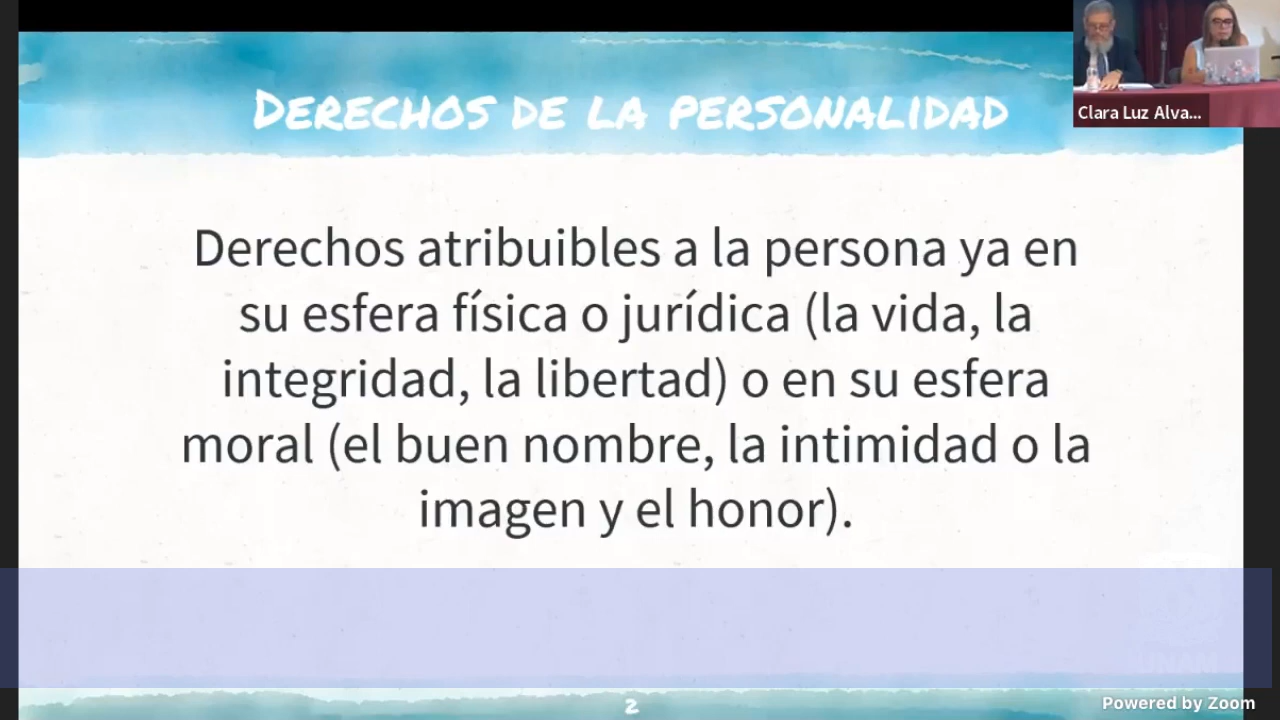 DERECHOS DE LA PERSONALIDAD
Clara Luz Alva...
Derechos atribuibles a la persona ya en
su esfera física o jurídica (la vida, la
integridad, la libertad) o en su esfera
moral (el buen nombre, la intimidad o la
imagen y el honor).
UNAM
2
Powered by Zoom